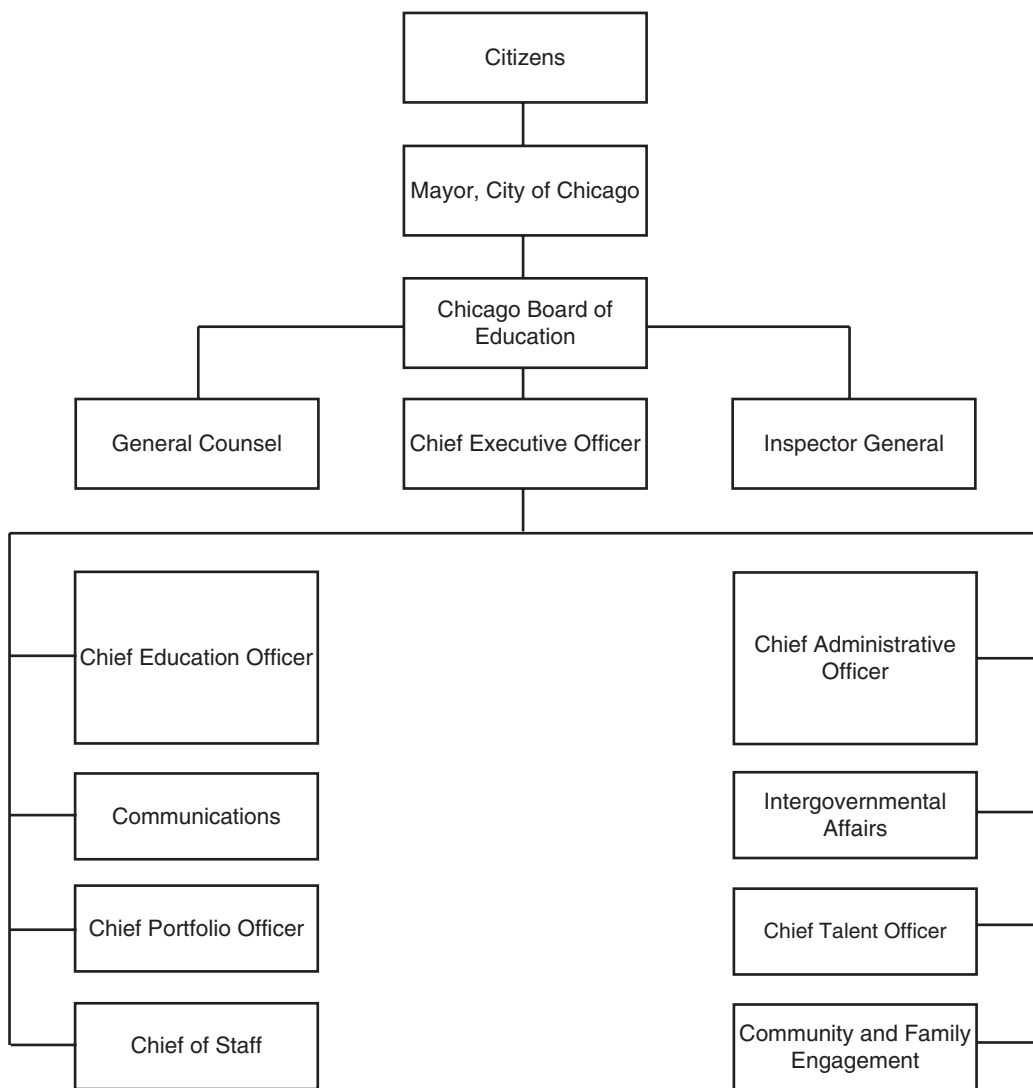 Citizens
Mayor, City of Chicago
Chicago Board of
Education
General Counsel
Chief Executive Officer
Inspector General
Chief Education Officer
Chief Administrative
Officer
Communications
Intergovernmental
Affairs
Chief Portfolio Officer
Chief Talent Officer
Chief of Staff
Community and Family
Engagement